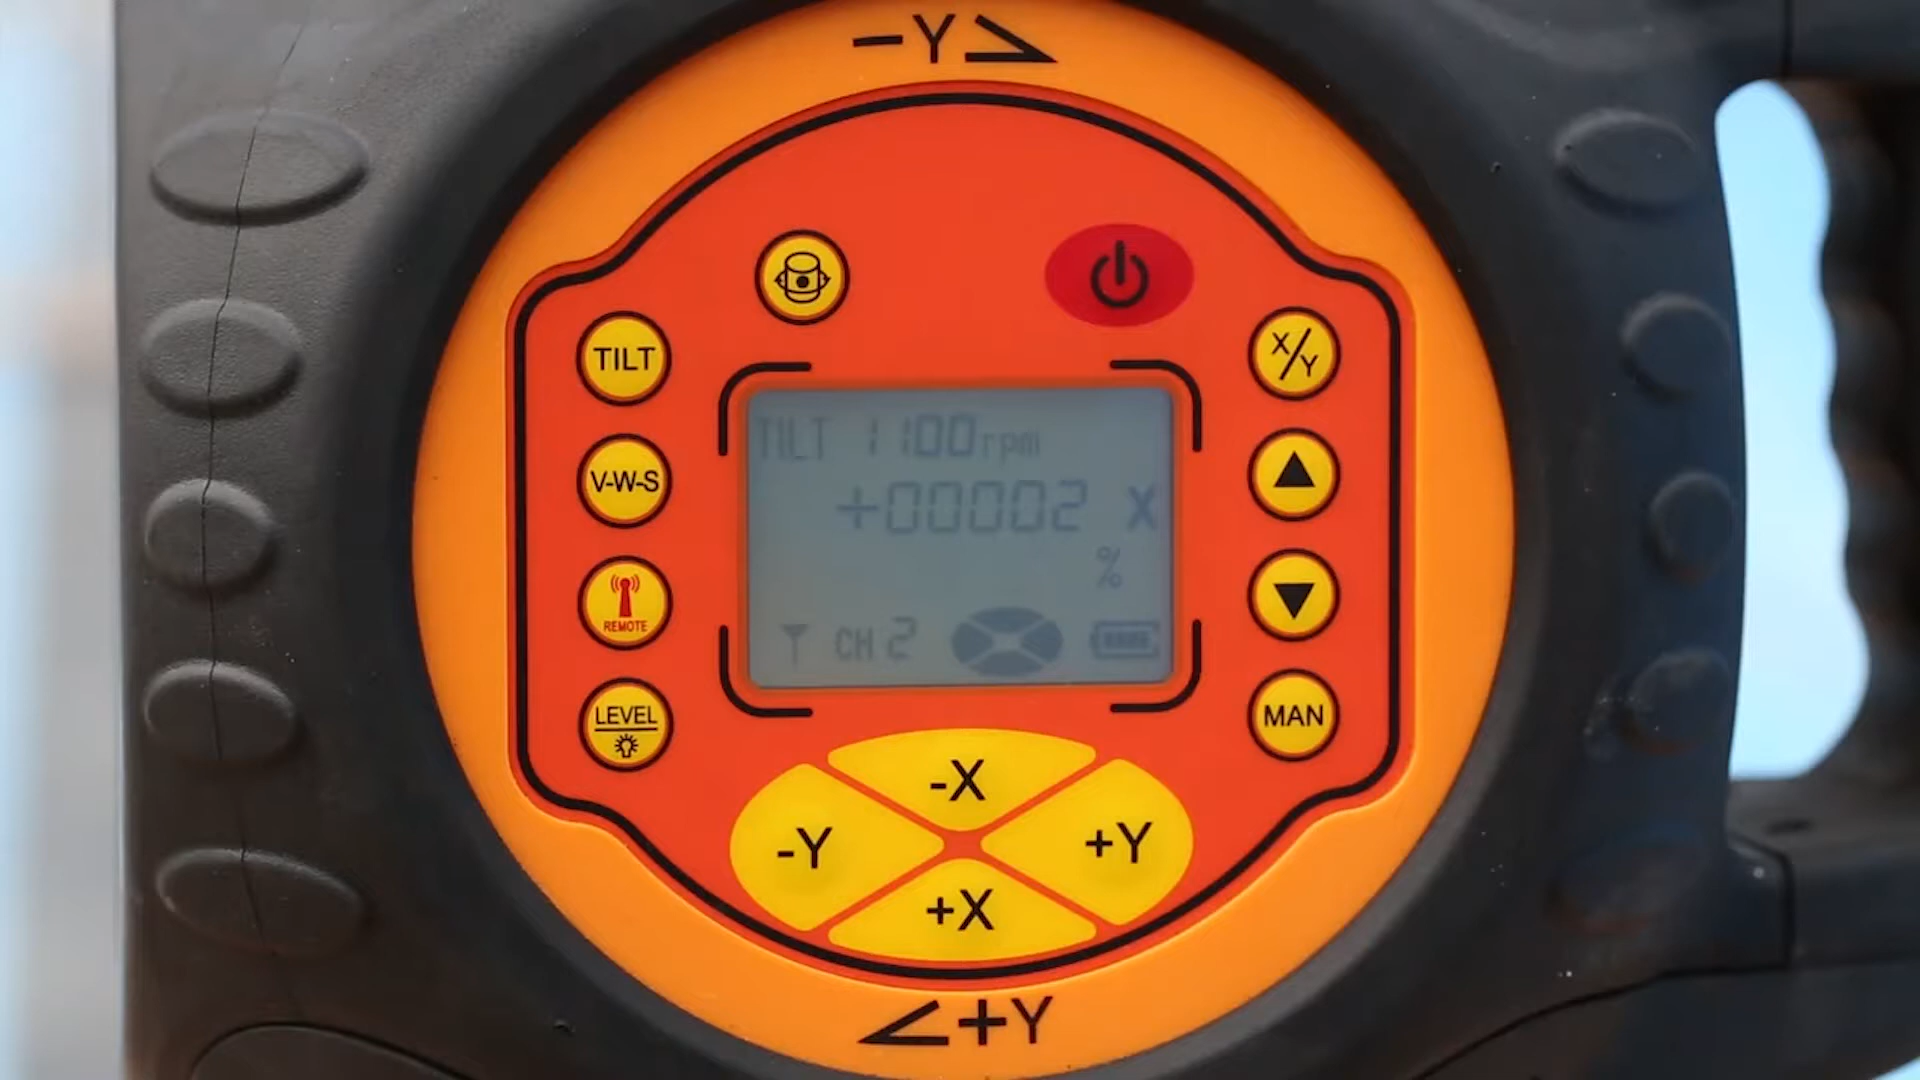 -Y
TILT
X/Y
V-W-S
REMOTE
LEVEL
MAN
TILT 1100rpm
+00002 X
%
CH 2
-X
-Y
+Y
+X
+Y